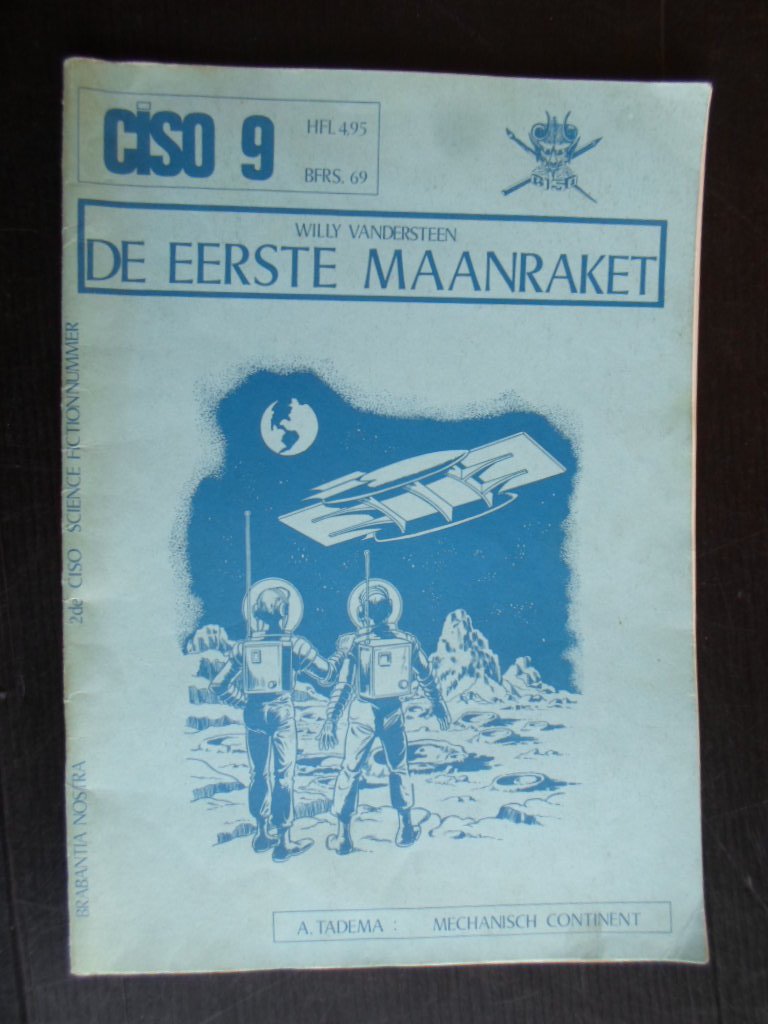 CISO 9
HFL 4,95
BFRS. 69
CISO
WILLY VANDERSTEEN
DE EERSTE MAANRAKET
2de CISO SCIENCE FICTIONNUMMER
BRABANTIA NOSTRA
A. TADEMA : MECHANISCH CONTINENT